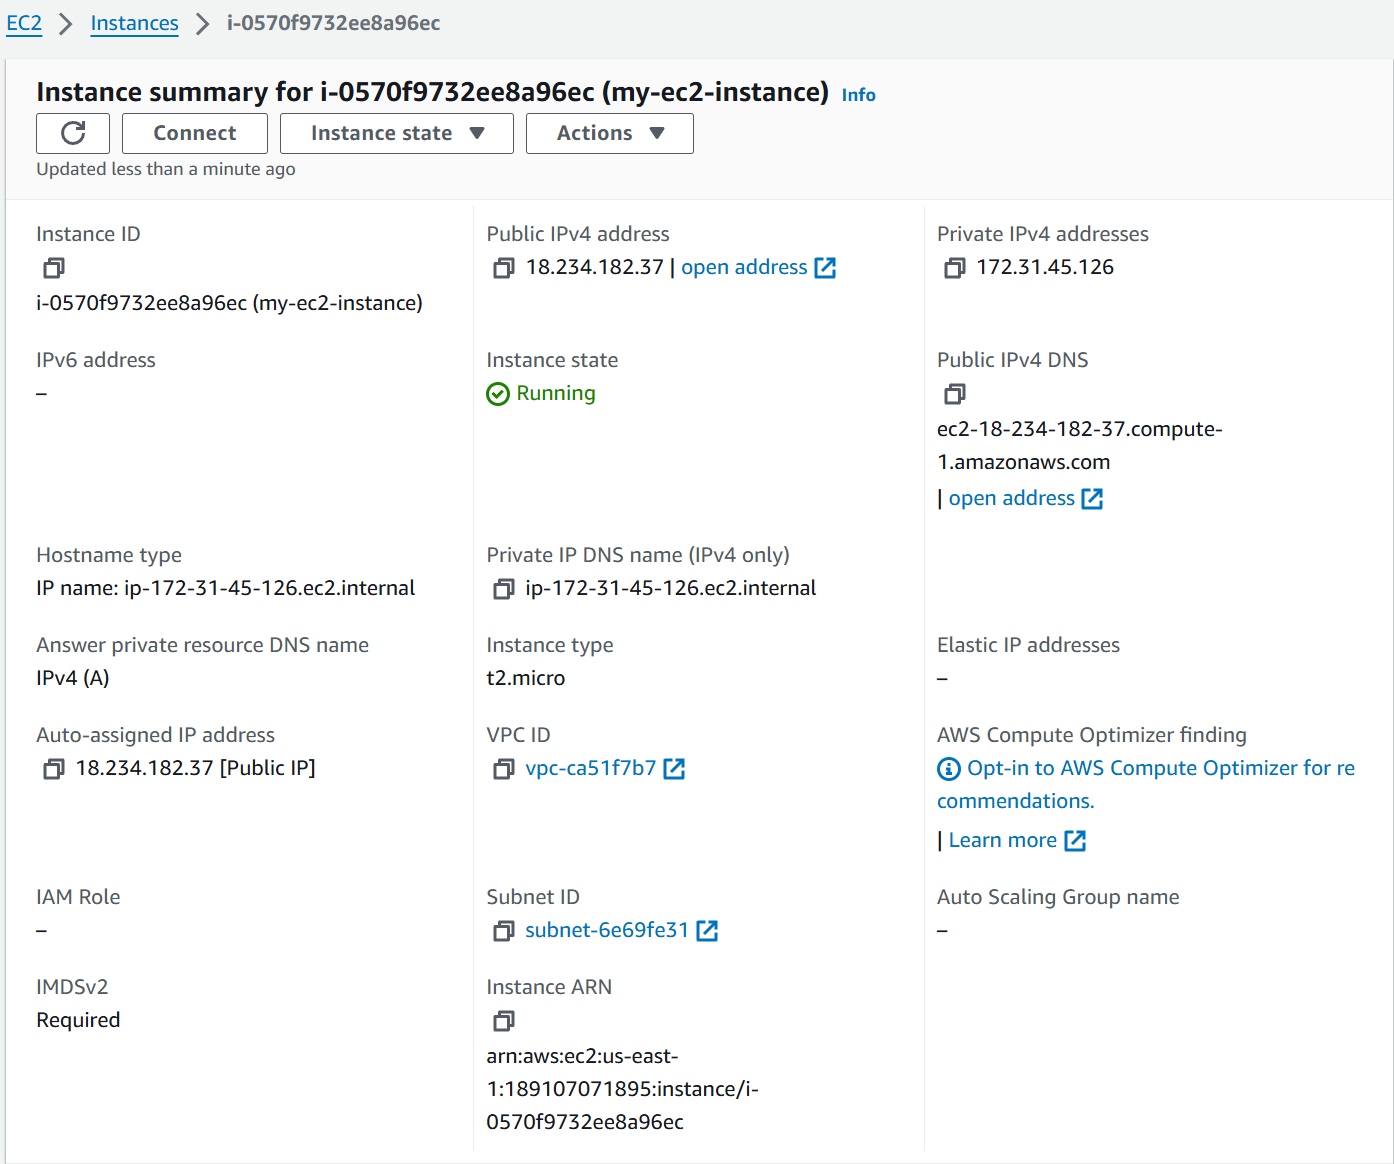 EC2 Instances i-0570f9732ee8a96ec
Instance summary for i-0570f9732ee8a96ec (my-ec2-instance) Info
Connect Instance state Actions
Updated less than a minute ago
Instance ID
i-0570f9732ee8a96ec (my-ec2-instance)
Public IPv4 address
18.234.182.37 | open address
Private IPv4 addresses
172.31.45.126
IPv6 address
–
Instance state
Running
Public IPv4 DNS
ec2-18-234-182-37.compute-
1.amazonaws.com
| open address
Hostname type
IP name: ip-172-31-45-126.ec2.internal
Private IP DNS name (IPv4 only)
ip-172-31-45-126.ec2.internal
Answer private resource DNS name
IPv4 (A)
Instance type
t2.micro
Elastic IP addresses
–
Auto-assigned IP address
18.234.182.37 [Public IP]
VPC ID
vpc-ca51f7b7
AWS Compute Optimizer finding
Opt-in to AWS Compute Optimizer for re
commendations.
| Learn more
IAM Role
–
Subnet ID
subnet-6e69fe31
Auto Scaling Group name
–
IMDSv2
Required
Instance ARN
arn:aws:ec2:us-east-
1:189107071895:instance/i-
0570f9732ee8a96ec